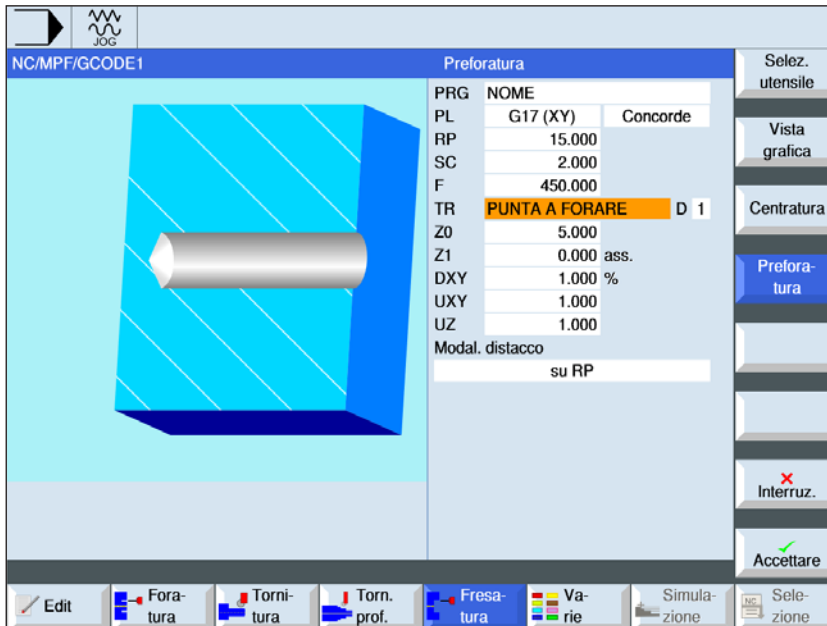 JOG
NC/MPF/GCODE1
Preforatura
PRG NOME
PL G17 (XY) Concorde
RP 15.000
SC 2.000
F 450.000
TR PUNTA A FORARE D 1
Z0 5.000
Z1 0.000 ass.
DXY 1.000 %
UXY 1.000
UZ 1.000
Modal. distacco
su RP
Selez.
utensile
Vista
grafica
Centratura
Prefora-
tura
Interruz.
Accettare
Edit
Fora-
tura
Torni-
tura
Torn.
prof.
Fresa-
tura
Va-
rie
Simula-
zione
NC
Sele-
zione